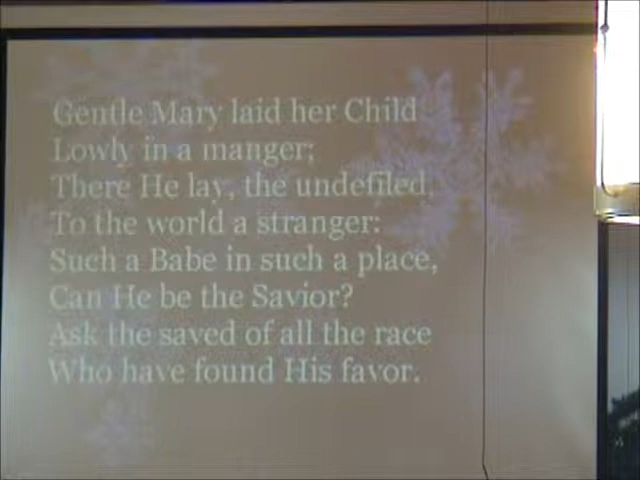 Gentle Mary laid her Child
Lowly in a manger;
There He lay, the undefiled,
To the world a stranger:
Such a Babe in such a place,
Can He be the Savior?
Ask the saved of all the race
Who have found His favor.